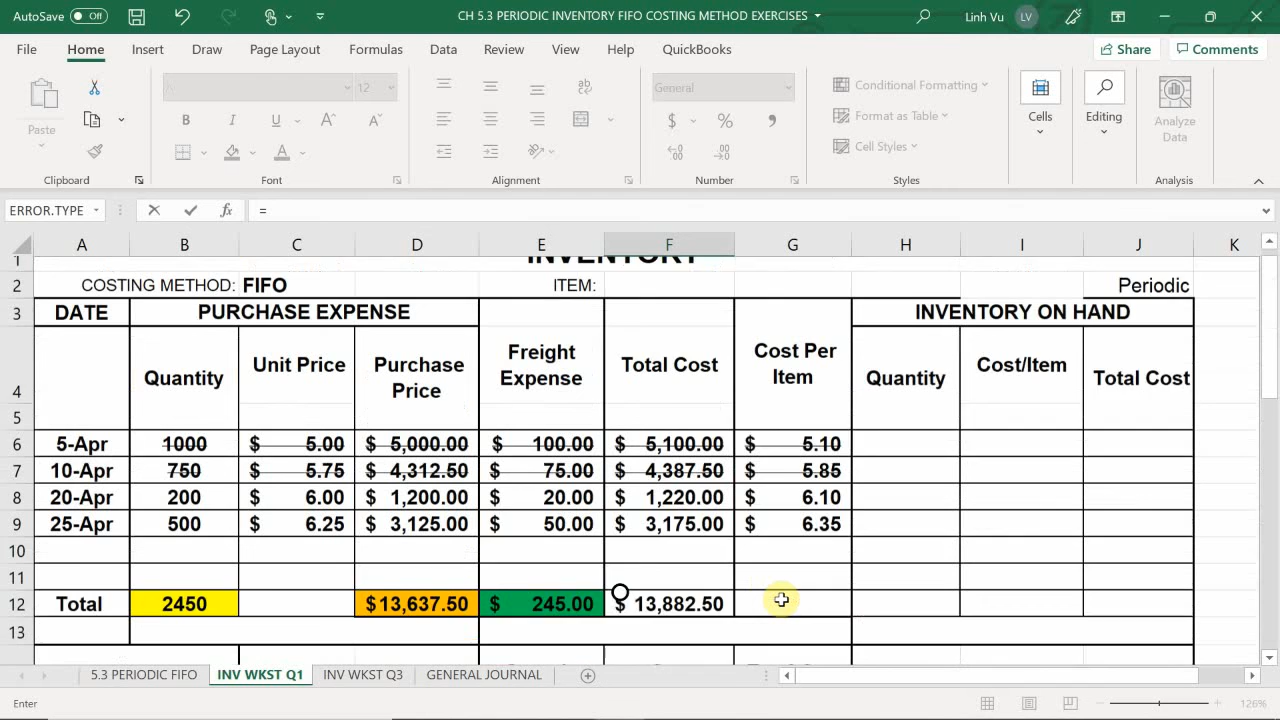 AutoSave Off CH 5.3 PERIODIC INVENTORY FIFO COSTING METHOD EXERCISES Linh Vu LV
File Home Insert Draw Page Layout Formulas Data Review View Help QuickBooks Share Comments
12 General Conditional Formatting
Paste B I U A A $ % Format as Table Cells Editing Analyze Data
Cell Styles
Clipboard Font Alignment Number Styles Analysis
ERROR.TYPE fx =
A B C D E F G H I J K
1 INVENTORY
2 COSTING METHOD: FIFO ITEM: Periodic
3 DATE PURCHASE EXPENSE INVENTORY ON HAND
4 Quantity Unit Price Purchase Price Freight Expense Total Cost Cost Per Item Quantity Cost/Item Total Cost
5
6 5-Apr 1000 $ 5.00 $ 5,000.00 $ 100.00 $ 5,100.00 $ 5.10
7 10-Apr 750 $ 5.75 $ 4,312.50 $ 75.00 $ 4,387.50 $ 5.85
8 20-Apr 200 $ 6.00 $ 1,200.00 $ 20.00 $ 1,220.00 $ 6.10
9 25-Apr 500 $ 6.25 $ 3,125.00 $ 50.00 $ 3,175.00 $ 6.35
10
11
12 Total 2450 $13,637.50 $ 245.00 $ 13,882.50
13
5.3 PERIODIC FIFO INV WKST Q1 INV WKST Q3 GENERAL JOURNAL
Enter 126%